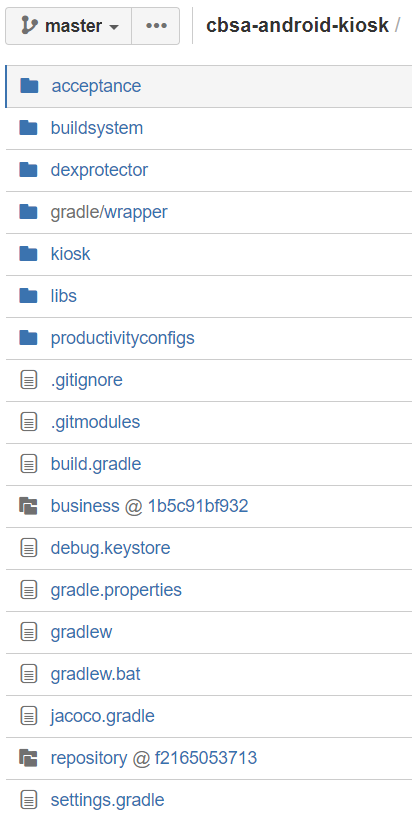 master ••• cbsa-android-kiosk /
acceptance
buildsystem
dexprotector
gradle/wrapper
kiosk
libs
productivityconfigs
.gitignore
.gitmodules
build.gradle
business @ 1b5c91bf932
debug.keystore
gradle.properties
gradlew
gradlew.bat
jacoco.gradle
repository @ f2165053713
settings.gradle